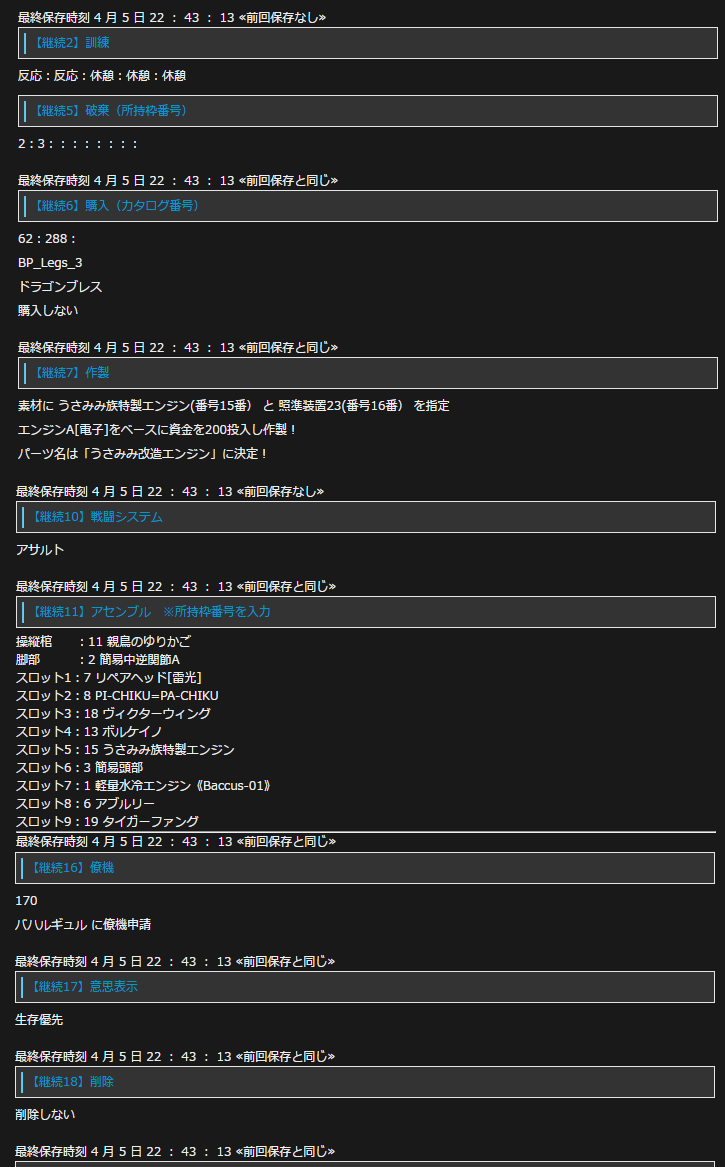 最終保存時刻 4 月 5 日 22 ： 43 ： 13 «前回保存なし»
【継続2】訓練
反応：反応：休憩：休憩：休憩
【継続5】破棄（所持枠番号）
2：3：：：：：：：：
最終保存時刻 4 月 5 日 22 ： 43 ： 13 «前回保存と同じ»
【継続6】購入（カタログ番号）
62：288：
BP_Legs_3
ドラゴンブレス
購入しない
最終保存時刻 4 月 5 日 22 ： 43 ： 13 «前回保存と同じ»
【継続7】作製
素材に うさみみ族特製エンジン(番号15番） と 照準装置23(番号16番） を指定
エンジンA[電子]をベースに資金を200投入し作製！
パーツ名は「うさみみ改造エンジン」に決定！
最終保存時刻 4 月 5 日 22 ： 43 ： 13 «前回保存なし»
【継続10】戦闘システム
アサルト
最終保存時刻 4 月 5 日 22 ： 43 ： 13 «前回保存と同じ»
【継続11】アセンブル　※所持枠番号を入力
操縦棺　　：11 親鳥のゆりかご
脚部　　　：2 簡易中逆関節A
スロット1：7 リペアヘッド[雷光]
スロット2：8 PI-CHIKU=PA-CHIKU
スロット3：18 ヴィクターウィング
スロット4：13 ボルケイノ
スロット5：15 うさみみ族特製エンジン
スロット6：3 簡易頭部
スロット7：1 軽量水冷エンジン《Baccus-01》
スロット8：6 アブルリー
スロット9：19 タイガーファング
最終保存時刻 4 月 5 日 22 ： 43 ： 13 «前回保存と同じ»
【継続16】僚機
170
バハルギュル に僚機申請
最終保存時刻 4 月 5 日 22 ： 43 ： 13 «前回保存と同じ»
【継続17】意思表示
生存優先
最終保存時刻 4 月 5 日 22 ： 43 ： 13 «前回保存と同じ»
【継続18】削除
削除しない
最終保存時刻 4 月 5 日 22 ： 43 ： 13 «前回保存と同じ»